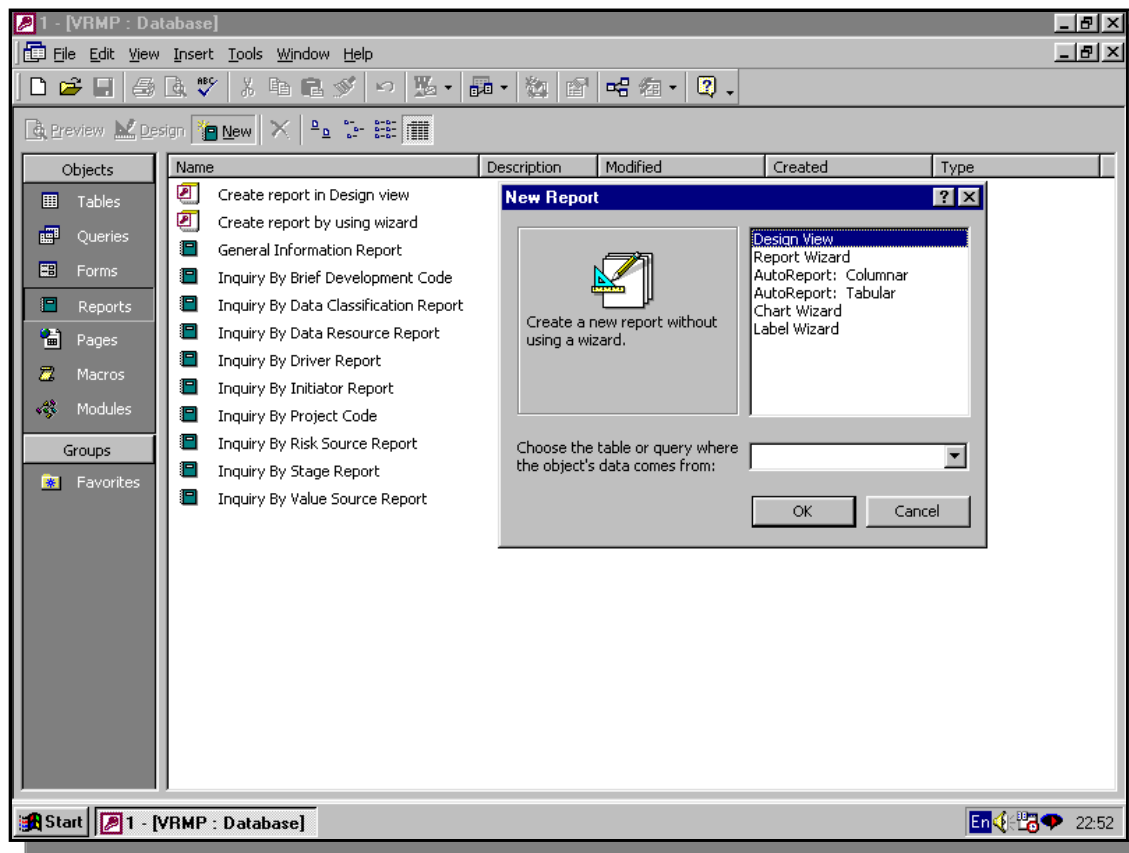 1 - [VRMP : Database]
File Edit View Insert Tools Window Help
ABC
Preview Design New
Objects
Tables
Queries
Forms
Reports
Pages
Macros
Modules
Groups
Favorites
Name Description Modified Created Type
Create report in Design view
Create report by using wizard
General Information Report
Inquiry By Brief Development Code
Inquiry By Data Classification Report
Inquiry By Data Resource Report
Inquiry By Driver Report
Inquiry By Initiator Report
Inquiry By Project Code
Inquiry By Risk Source Report
Inquiry By Stage Report
Inquiry By Value Source Report
New Report
Create a new report without
using a wizard.
Design View
Report Wizard
AutoReport: Columnar
AutoReport: Tabular
Chart Wizard
Label Wizard
Choose the table or query where
the object's data comes from:
OK Cancel
Start 1 - [VRMP : Database] En 22:52